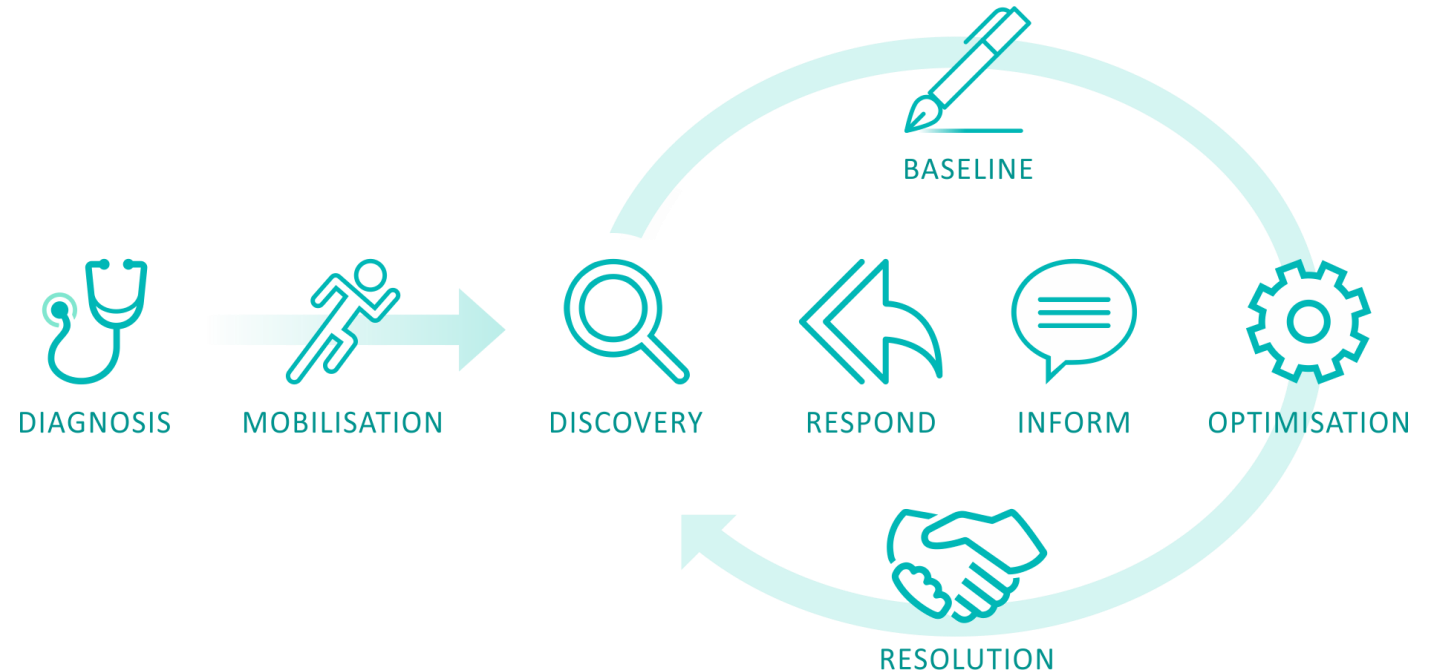 BASELINE
DIAGNOSIS
MOBILISATION
DISCOVERY
RESPOND
INFORM
OPTIMISATION
RESOLUTION